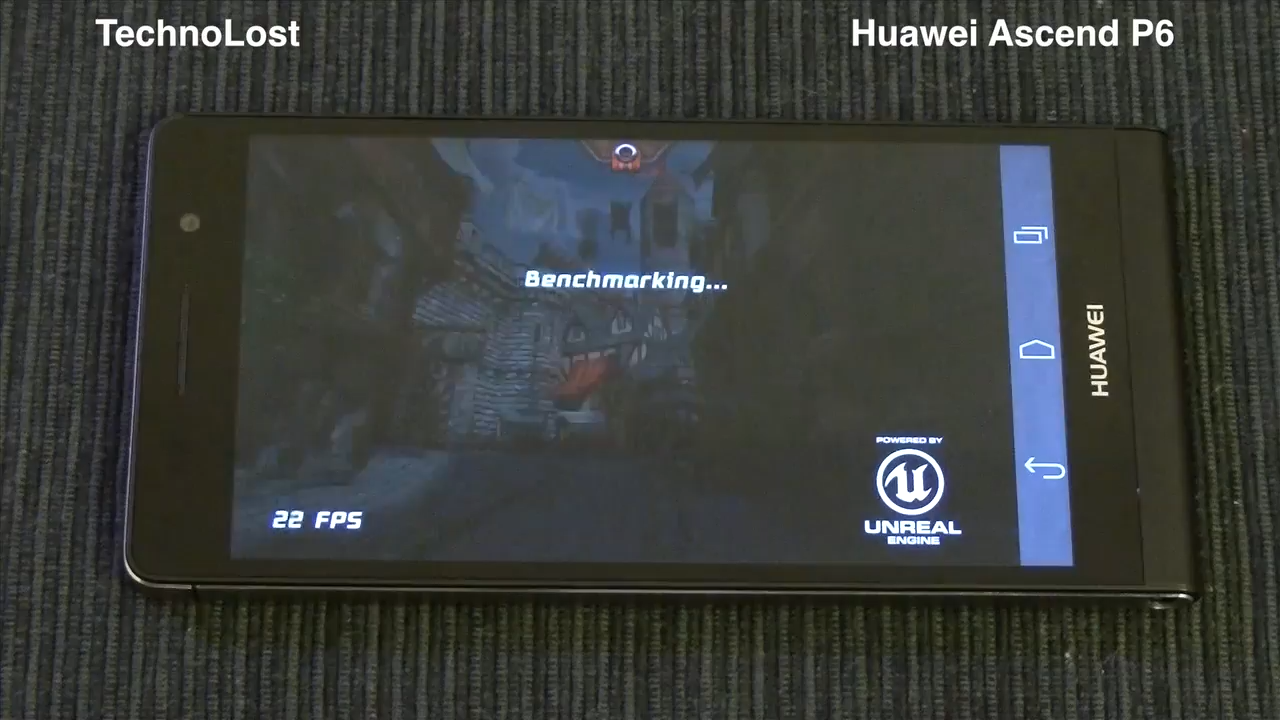 TechnoLost
Huawei Ascend P6
Benchmarking...
HUAWEI
POWERED BY
UNREAL
ENGINE
22 FPS